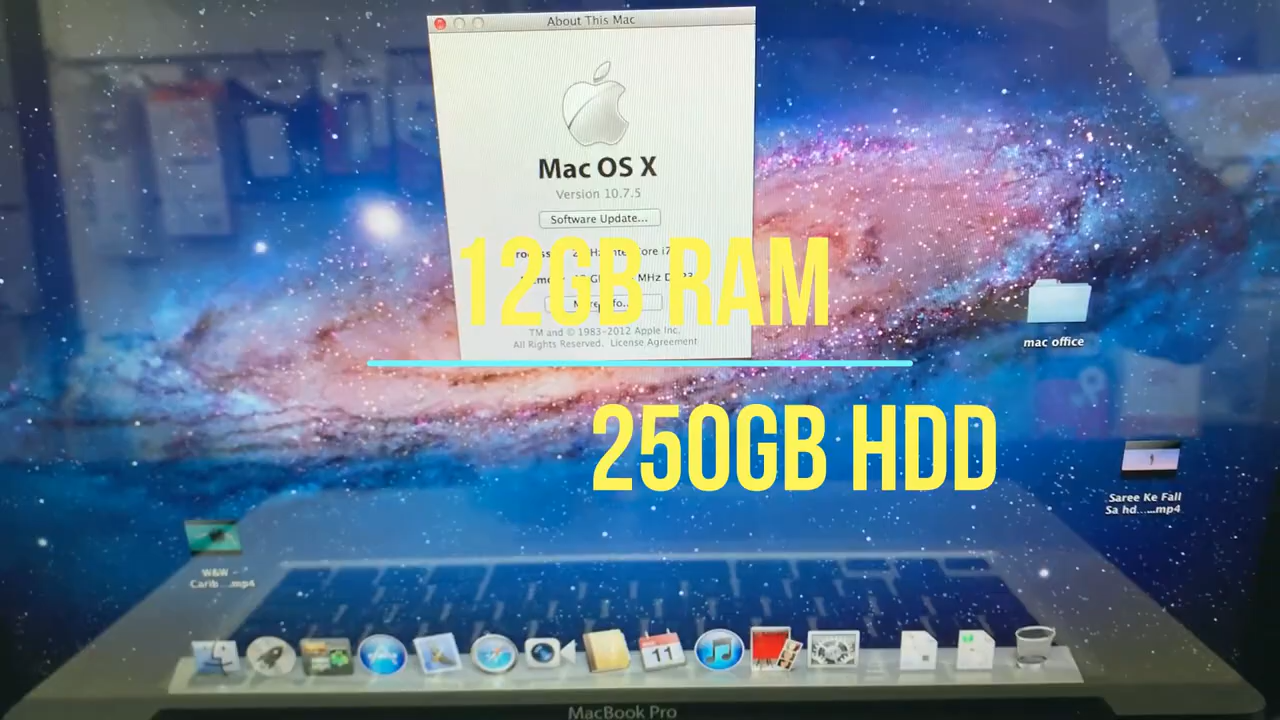 About This Mac
Mac OS X
Version 10.7.5
Software Update...
12GB RAM
TM and © 1983-2012 Apple Inc.
All Rights Reserved. License Agreement
mac office
250GB HDD
Saree Ke Fall
Sa hd......mp4
W&W -
Carib ...mp4
11
MacBook Pro